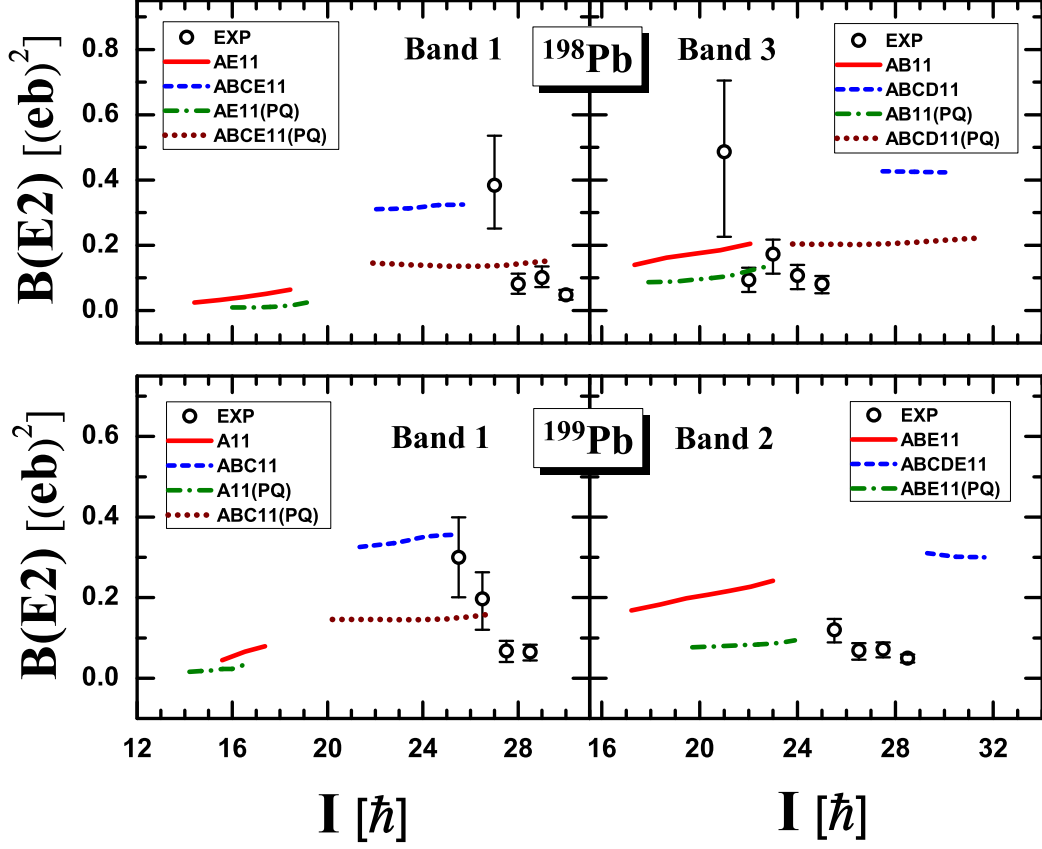 0.8
0.6
0.4
0.2
0.0
B(E2) [(eb)²]
EXP
AE11
ABCE11
AE11(PQ)
ABCE11(PQ)
Band 1
¹⁹⁸Pb
Band 3
EXP
AB11
ABCD11
AB11(PQ)
ABCD11(PQ)
0.6
0.4
0.2
0.0
B(E2) [(eb)²]
EXP
A11
ABC11
A11(PQ)
ABC11(PQ)
Band 1
¹⁹⁹Pb
Band 2
EXP
ABE11
ABCDE11
ABE11(PQ)
12 16 20 24 28 16 20 24 28 32
I [ℏ] I [ℏ]